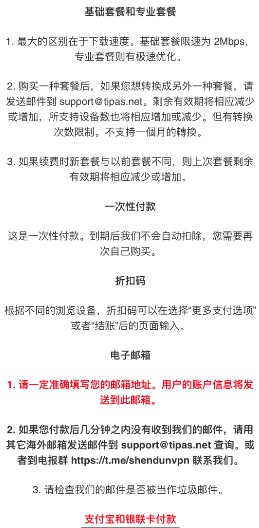 基础套餐和专业套餐
1. 最大的区别在于下载速度。基础套餐限速为 2Mbps,
专业套餐则有极速优化。
2. 购买一种套餐后，如果您想转换成另外一种套餐，请
发送邮件到 support@tipas.net。剩余有效期将相应减少
或增加，所支持设备数也将相应增加或减少。但有转换
次数限制。不支持一個月的轉換。
3. 如果续费时新套餐与以前套餐不同，则上次套餐剩余
有效期将相应减少或增加。
一次性付款
这是一次性付款。到期后我们不会自动扣除，您需要再
次自己购买。
折扣码
根据不同的浏览设备，折扣码可以在选择“更多支付选项”
或者“结账”后的页面输入。
电子邮箱
1. 请一定准确填写您的邮箱地址。用户的账户信息将发
送到此邮箱。
2. 如果您付款后几分钟之内没有收到我们的邮件，请用
其它海外邮箱发送邮件到 support@tipas.net 查询。或
者到电报群 https://t.me/shendunvpn 联系我们。
3. 请检查我们的邮件是否被当作垃圾邮件。
支付宝和银联卡付款